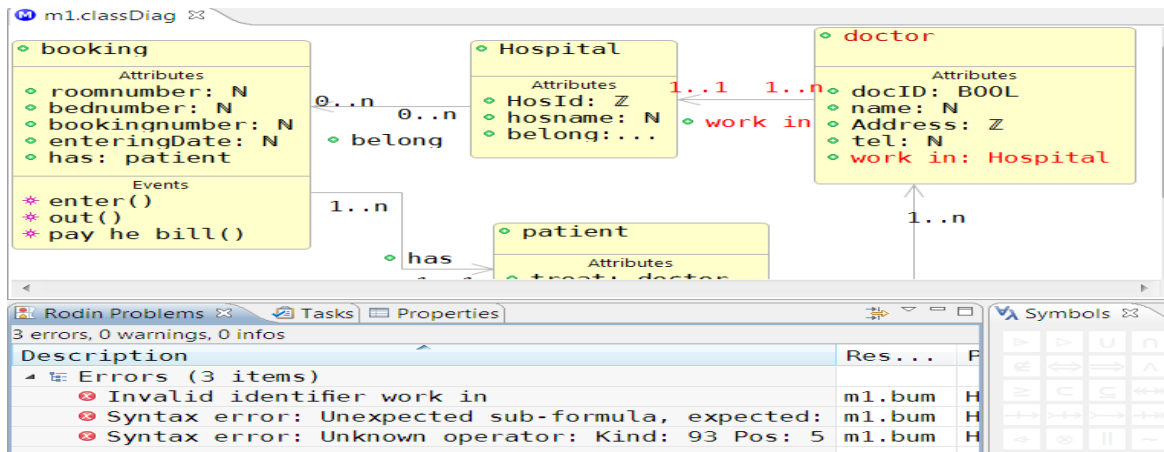 m1.classDiag
booking
Attributes
roomnumber: ℕ
bednumber: ℕ
bookingnumber: ℕ
enteringDate: ℕ
has: patient
Events
enter()
out()
pay he bill()
0..n
0..n
belong
Hospital
Attributes
HosId: ℤ
hosname: ℕ
belong:...
1..1 1..n
work in
doctor
Attributes
docID: BOOL
name: ℕ
Address: ℤ
tel: ℕ
work in: Hospital
1..n
1..n
has
patient
Attributes
treat: doctor
Rodin Problems Tasks Properties
3 errors, 0 warnings, 0 infos
Description Res... P
Errors (3 items)
Invalid identifier work in m1.bum H
Syntax error: Unexpected sub-formula, expected: m1.bum H
Syntax error: Unknown operator: Kind: 93 Pos: 5 m1.bum H
Symbols